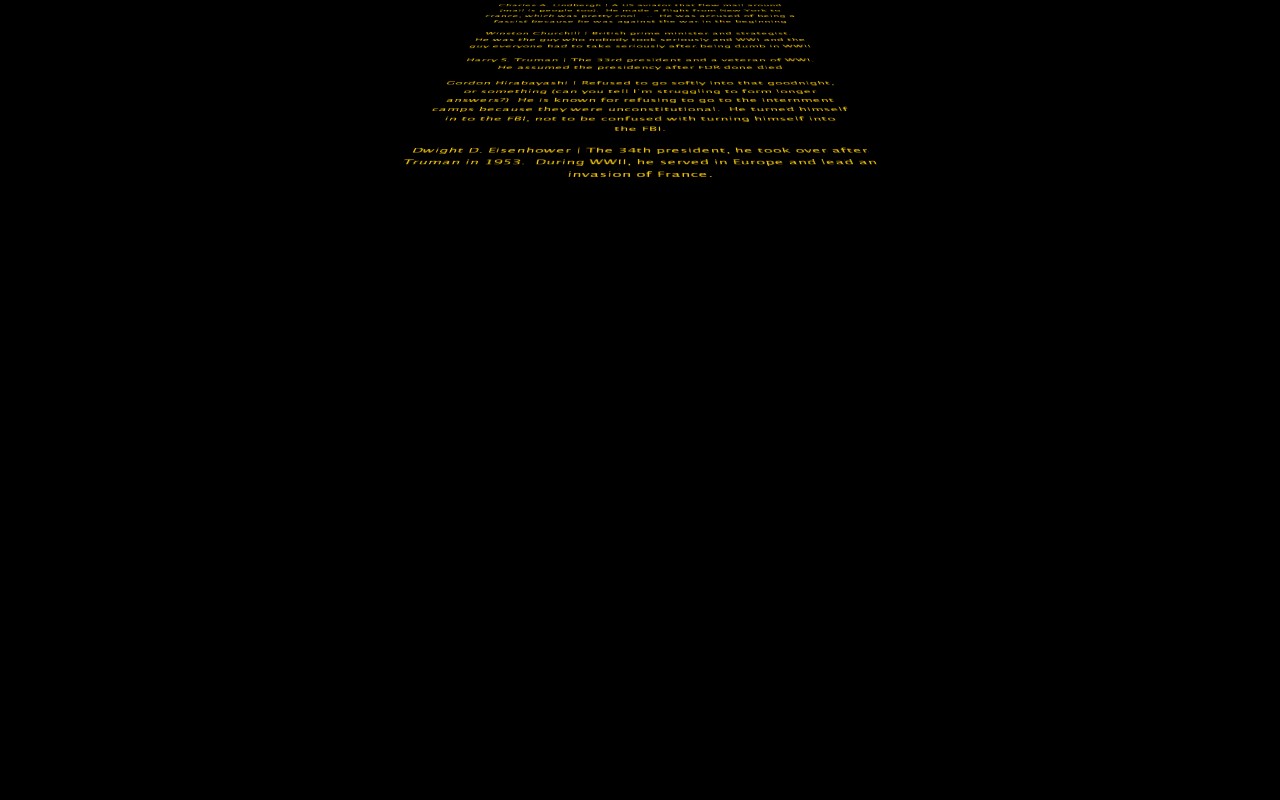 Charles A. Lindbergh | A US aviator that flew mail around
(mail is people too).  He made a flight from New York to
France, which was pretty cool ... He was accused of being a
fascist because he was against the war in the beginning
Winston Churchill | British prime minister and strategist
He was the guy who nobody took seriously and WWI and the
guy everyone had to take seriously after being dumb in WWII
Harry S. Truman | The 33rd president and a veteran of WWI
He assumed the presidency after FDR done died
Gordon Hirabayashi | Refused to go softly into that goodnight,
or something (can you tell I'm struggling to form longer
answers?)  He is known for refusing to go to the internment
camps because they were unconstitutional.  He turned himself
in to the FBI, not to be confused with turning himself into
the FBI.
Dwight D. Eisenhower | The 34th president, he took over after
Truman in 1953.  During WWII, he served in Europe and lead an
invasion of France.